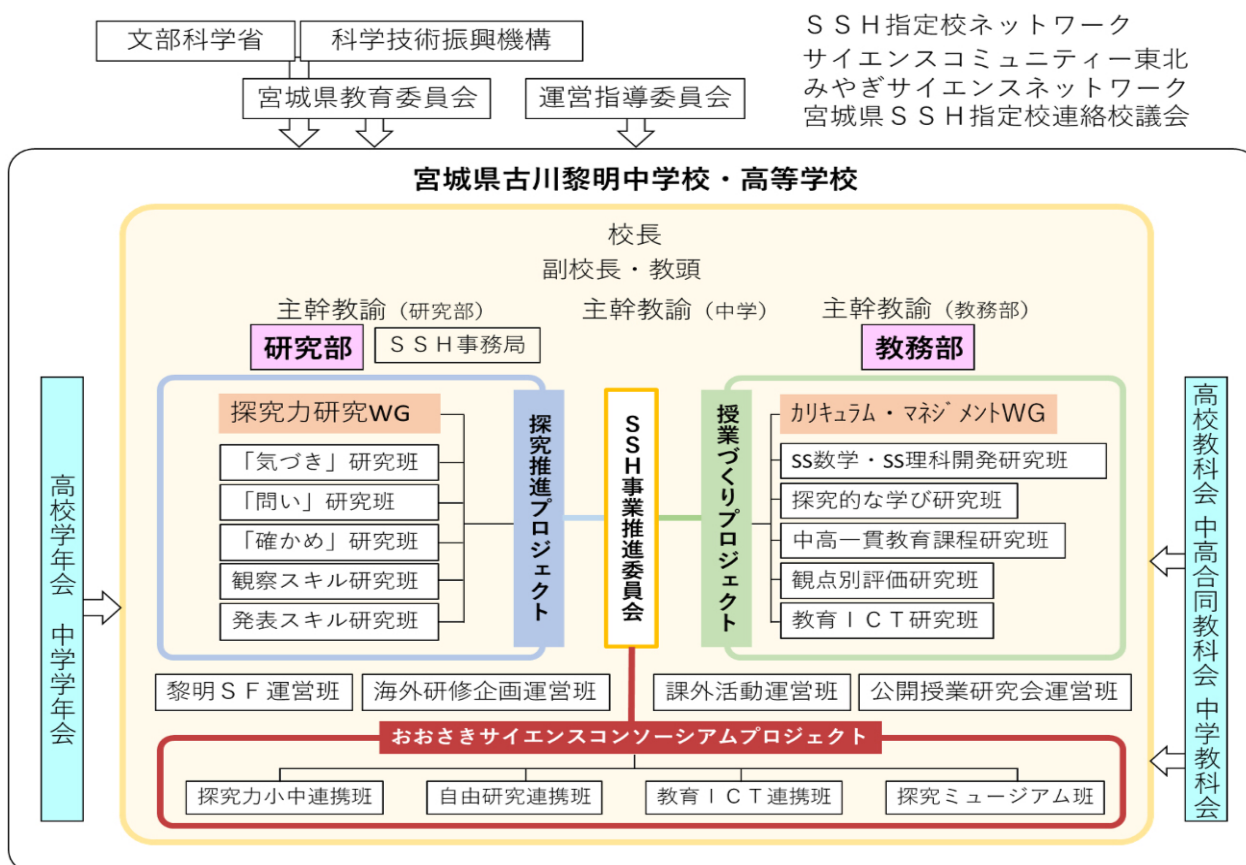 文部科学省
科学技術振興機構
ＳＳＨ指定校ネットワーク
サイエンスコミュニティー東北
みやぎサイエンスネットワーク
宮城県ＳＳＨ指定校連絡校議会
宮城県教育委員会
運営指導委員会
宮城県古川黎明中学校・高等学校
校長
副校長・教頭
主幹教諭（研究部）
主幹教諭（中学）
主幹教諭（教務部）
研究部
ＳＳＨ事務局
教務部
高校学年会　中学学年会
探究力研究WG
「気づき」研究班
「問い」研究班
「確かめ」研究班
観察スキル研究班
発表スキル研究班
探究推進プロジェクト
ＳＳＨ事業推進委員会
授業づくりプロジェクト
ｶﾘｷｭﾗﾑ・ﾏﾈｼﾞﾒﾝﾄWG
SS数学・SS理科開発研究班
探究的な学び研究班
中高一貫教育課程研究班
観点別評価研究班
教育ＩＣＴ研究班
高校教科会 中高合同教科会 中学教科会
黎明ＳＦ運営班
海外研修企画運営班
課外活動運営班
公開授業研究会運営班
おおさきサイエンスコンソーシアムプロジェクト
探究力小中連携班
自由研究連携班
教育ＩＣＴ連携班
探究ミュージアム班